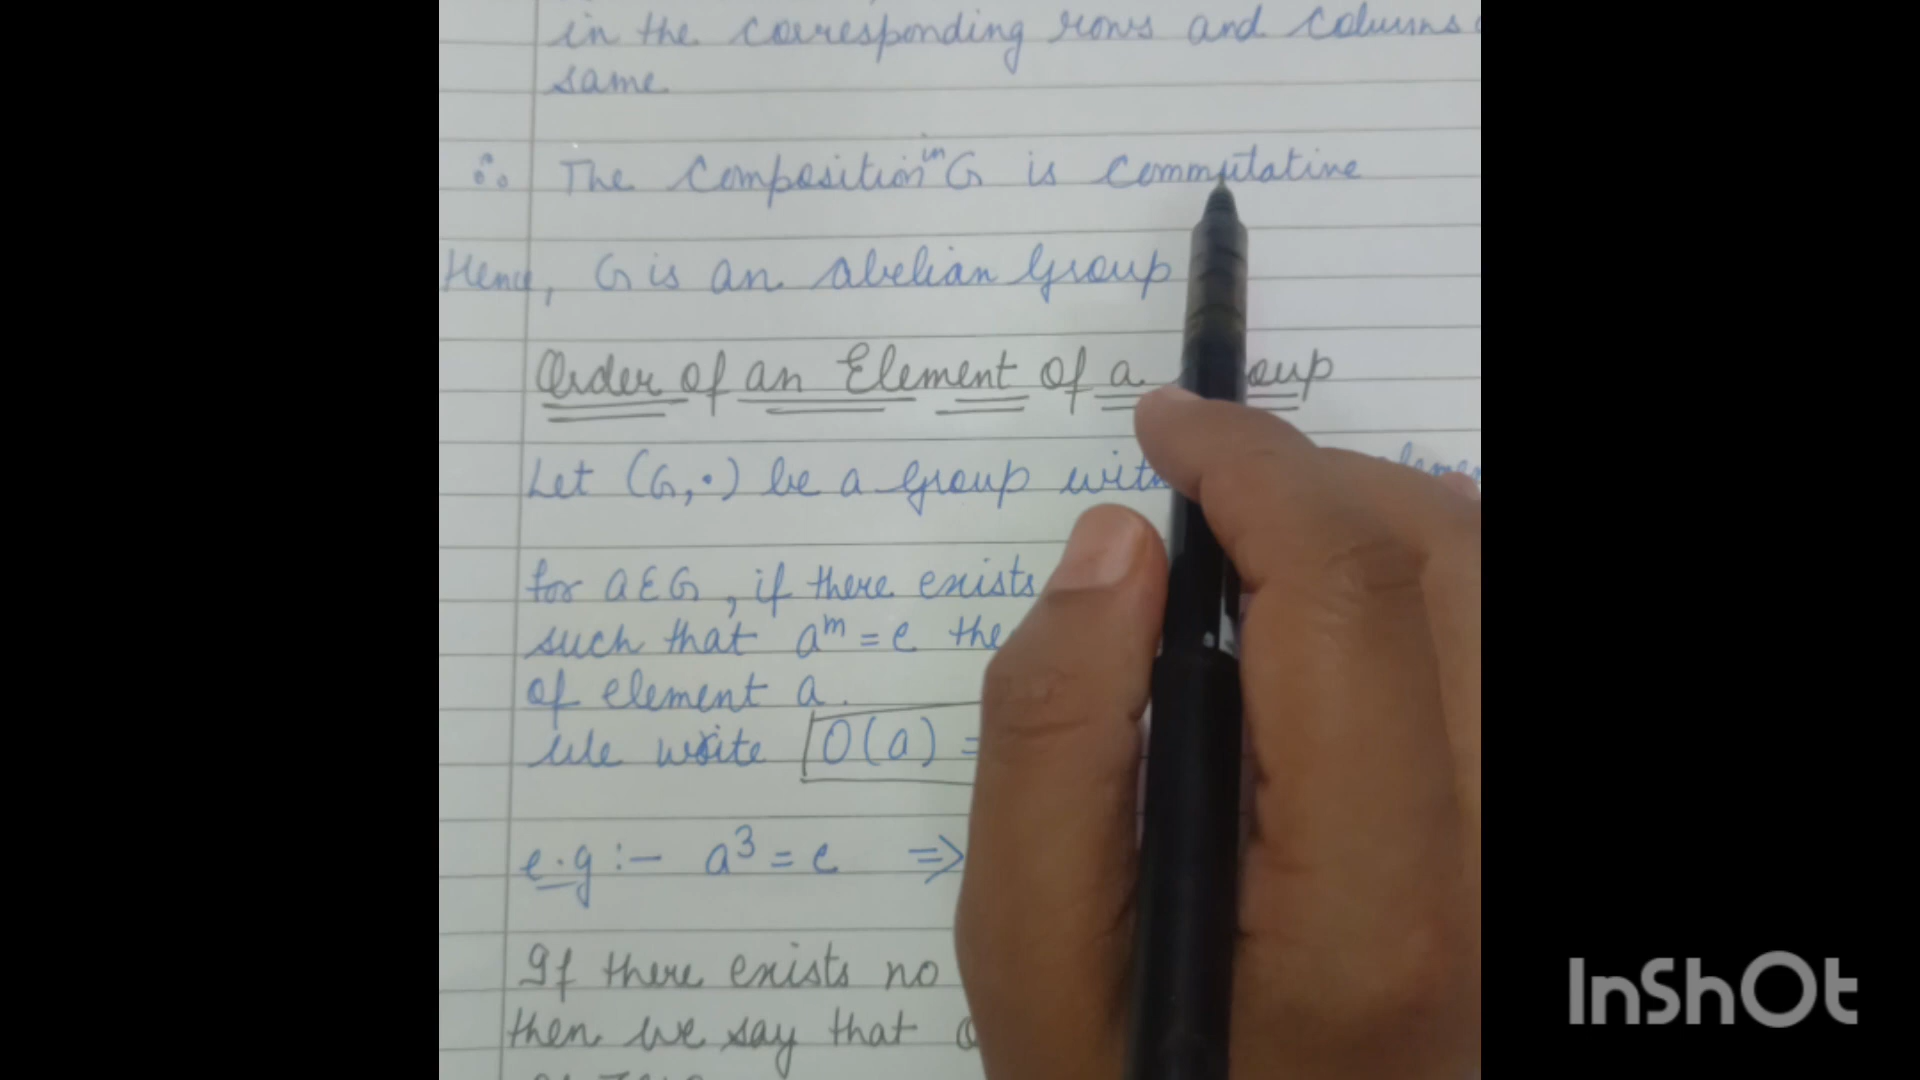 in the corresponding rows and columns
same
∴ The Composition in G is commutative
Hence, G is an abelian group
Order of an Element of a
Let (G, •) be a group with
for a ∈ G, if there exists
such that a^m = e the
of element a.
We write O(a) =
e.g :- a^3 = e ⇒
If there exists no
then we say that
InShOt